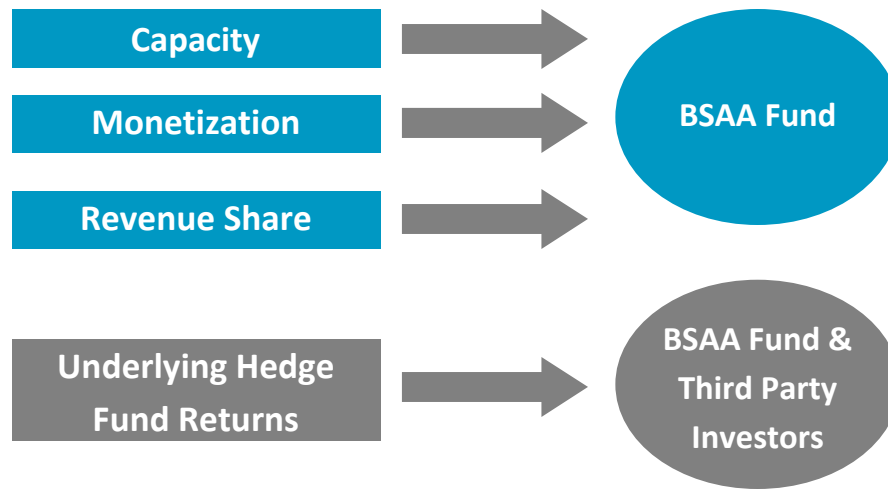 Capacity
Monetization
Revenue Share
BSAA Fund
Underlying Hedge
Fund Returns
BSAA Fund &
Third Party
Investors